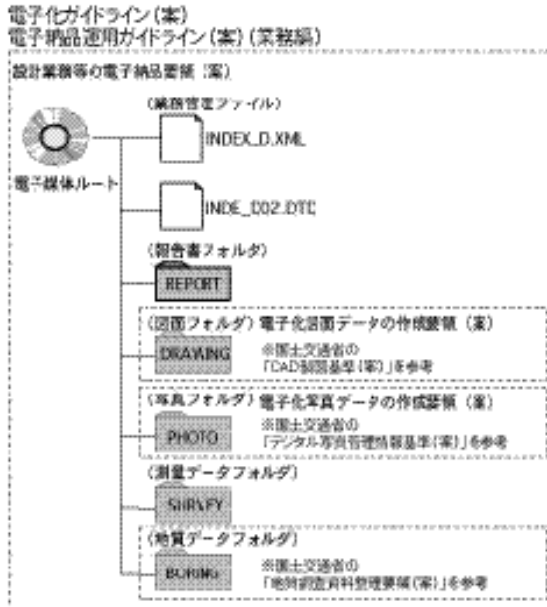 電子化ガイドライン(案)
電子納品運用ガイドライン(案)(業務編)
設計業務等の電子納品要領(案)
(業務管理ファイル)
INDEX_D.XML
電子媒体ルート
INDE_D02.DTD
(報告書フォルダ)
REPORT
(図面フォルダ) 電子化図面データの作成要領(案)
DRAWING
※国土交通省の
「CAD製図基準(案)」を参考
(写真フォルダ) 電子化写真データの作成要領(案)
PHOTO
※国土交通省の
「デジタル写真管理情報基準(案)」を参考
(測量データフォルダ)
SURVEY
(地質データフォルダ)
BORING
※国土交通省の
「地質調査資料整理要領(案)」を参考